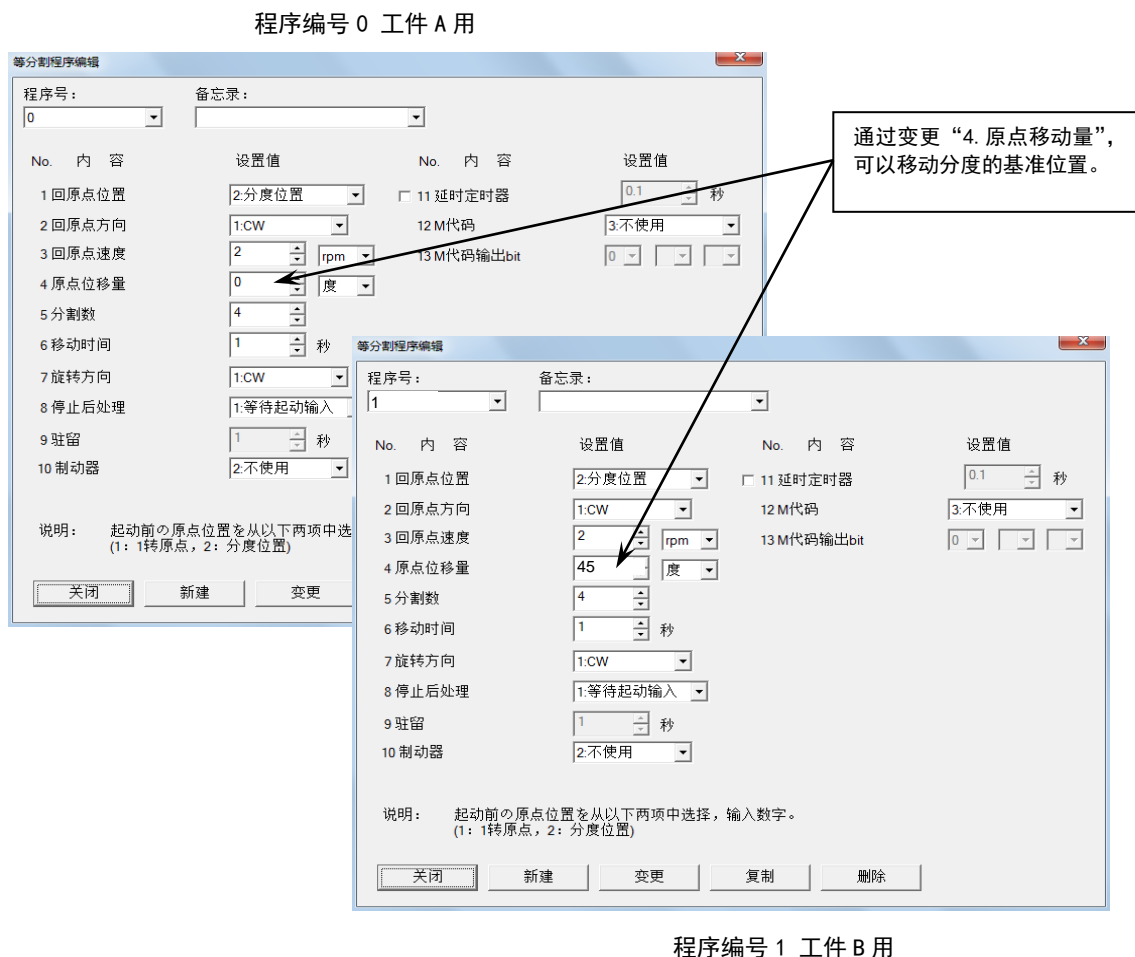 程序编号 0 工件 A 用
等分割程序编辑
程序号： 备忘录：
0
No. 内 容 设置值 No. 内 容 设置值
1 回原点位置 2:分度位置 11 延时定时器 0.1 秒
2 回原点方向 1:CW 12 M代码 3:不使用
3 回原点速度 2 rpm 13 M代码输出bit 0
4 原点位移量 0 度
5 分割数 4
6 移动时间 1 秒
7 旋转方向 1:CW
8 停止后处理 1:等待起动输入
9 驻留 1 秒
10 制动器 2:不使用
说明： 起动前の原点位置を从以下两项中选
(1: 1转原点，2: 分度位置)
关闭 新建 变更
通过变更“4.原点移动量”，
可以移动分度的基准位置。
等分割程序编辑
程序号： 备忘录：
1
No. 内 容 设置值 No. 内 容 设置值
1 回原点位置 2:分度位置 11 延时定时器 0.1 秒
2 回原点方向 1:CW 12 M代码 3:不使用
3 回原点速度 2 rpm 13 M代码输出bit 0
4 原点位移量 45 度
5 分割数 4
6 移动时间 1 秒
7 旋转方向 1:CW
8 停止后处理 1:等待起动输入
9 驻留 1 秒
10 制动器 2:不使用
说明： 起动前の原点位置を从以下两项中选择，输入数字。
(1: 1转原点，2: 分度位置)
关闭 新建 变更 复制 删除
程序编号 1 工件 B 用